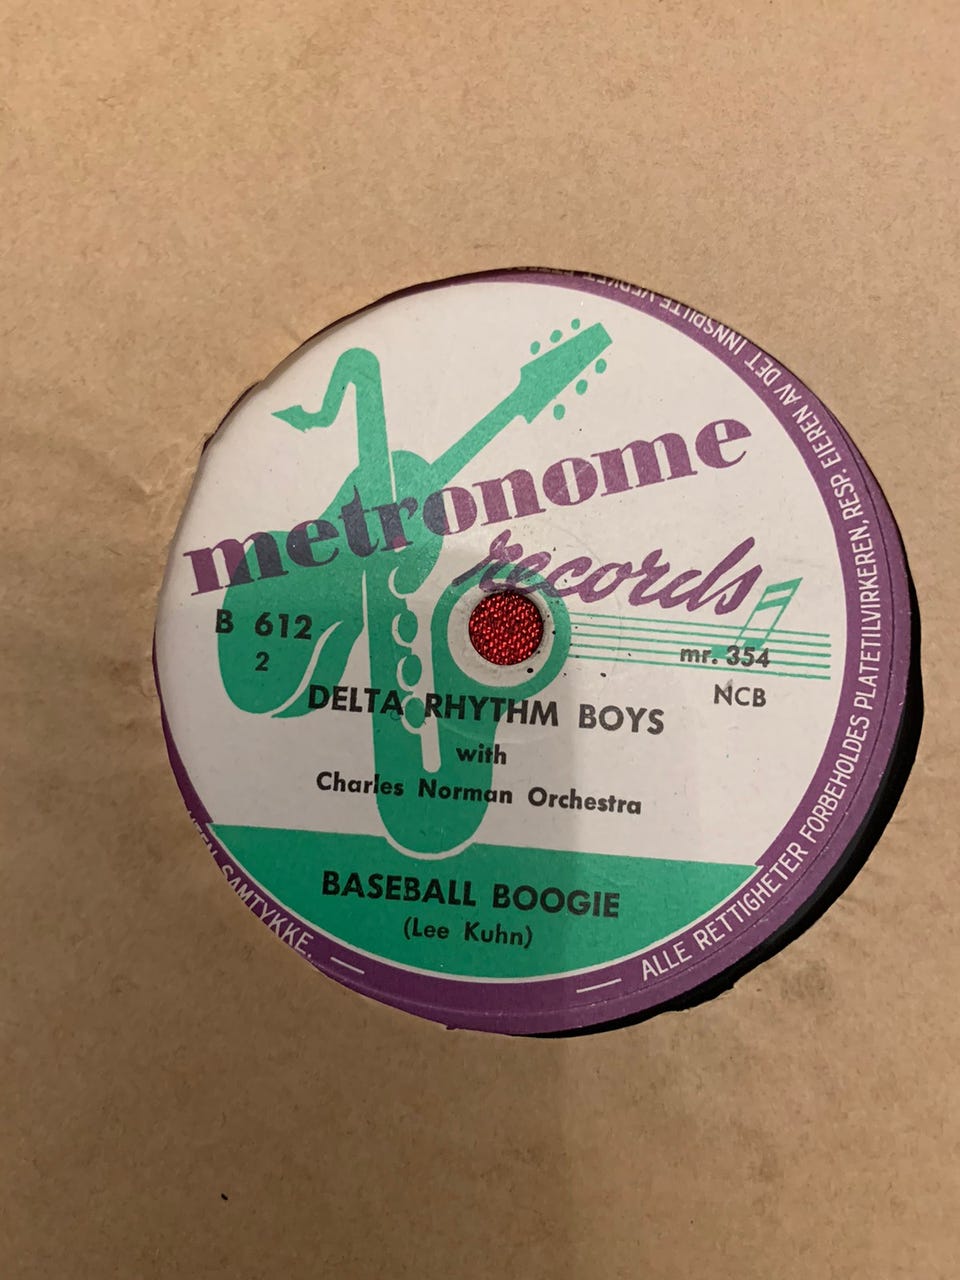 metronome
records
B 612
2
mr. 354
NCB
DELTA RHYTHM BOYS
with
Charles Norman Orchestra
BASEBALL BOOGIE
(Lee Kuhn)
ALLE RETTIGHETER FORBEHOLDES PLATETILVIRKEREN, RESP. EIEREN AV DET INNSPILTE VERKET
SAMTYKKE.